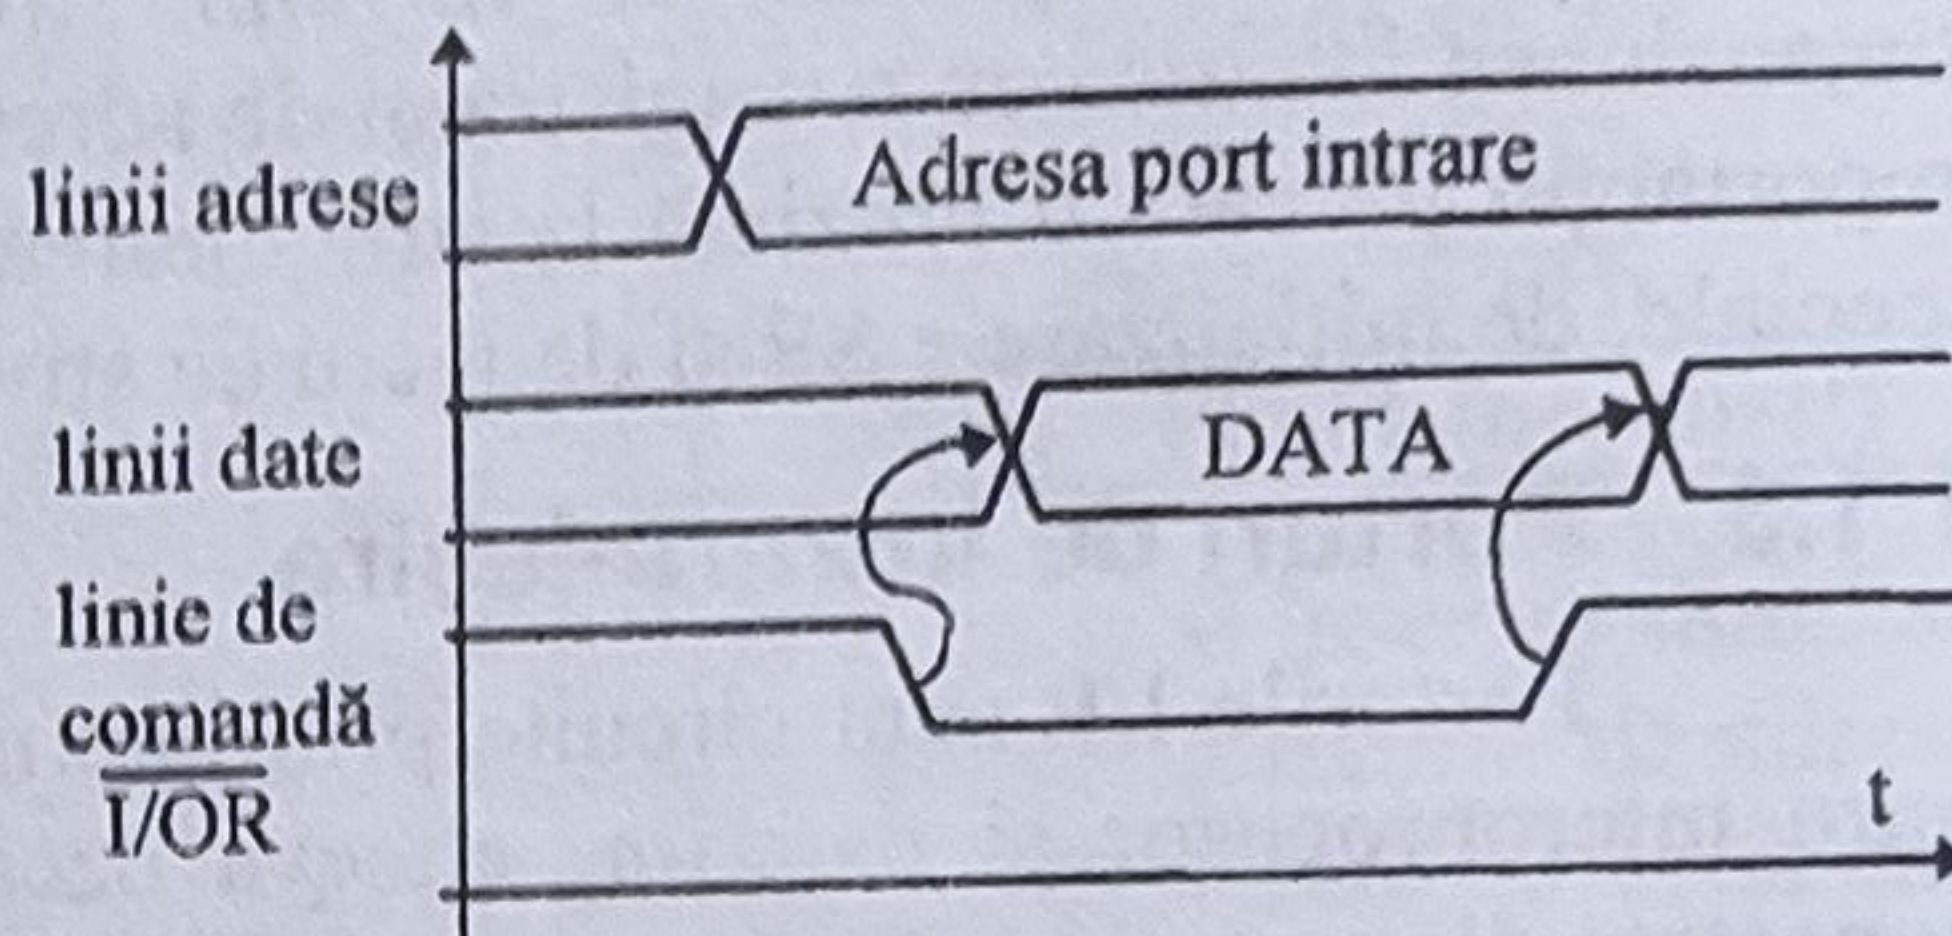 Adresa port intrare
linii adrese
DATA
linii date
linie de
comandă
I/OR
t